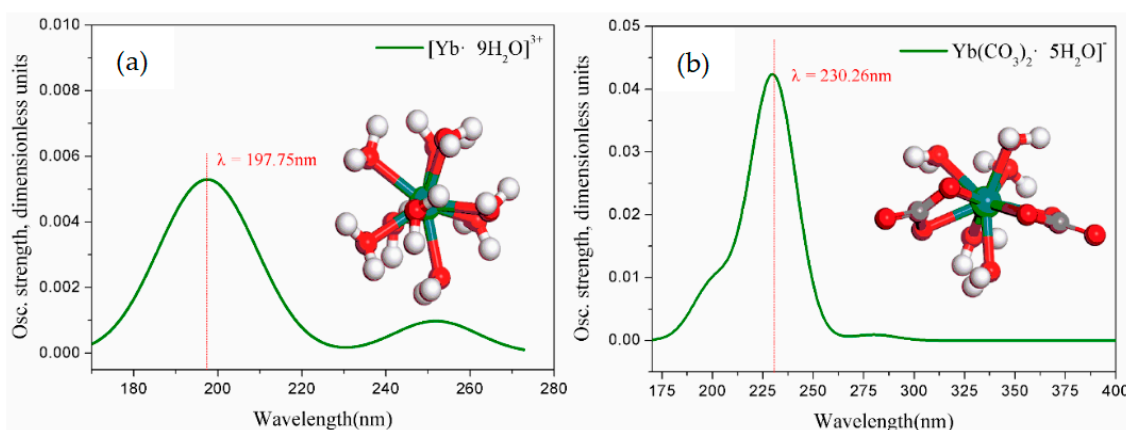 (a)
[Yb· 9H₂O]³⁺
λ = 197.75nm
Osc. strength, dimensionless units
0.010
0.008
0.006
0.004
0.002
0.000
180 200 220 240 260 280
Wavelength(nm)
(b)
Yb(CO₃)₂· 5H₂O]⁻
λ = 230.26nm
Osc. strength, dimensionless units
0.05
0.04
0.03
0.02
0.01
0.00
175 200 225 250 275 300 325 350 375 400
Wavelength(nm)